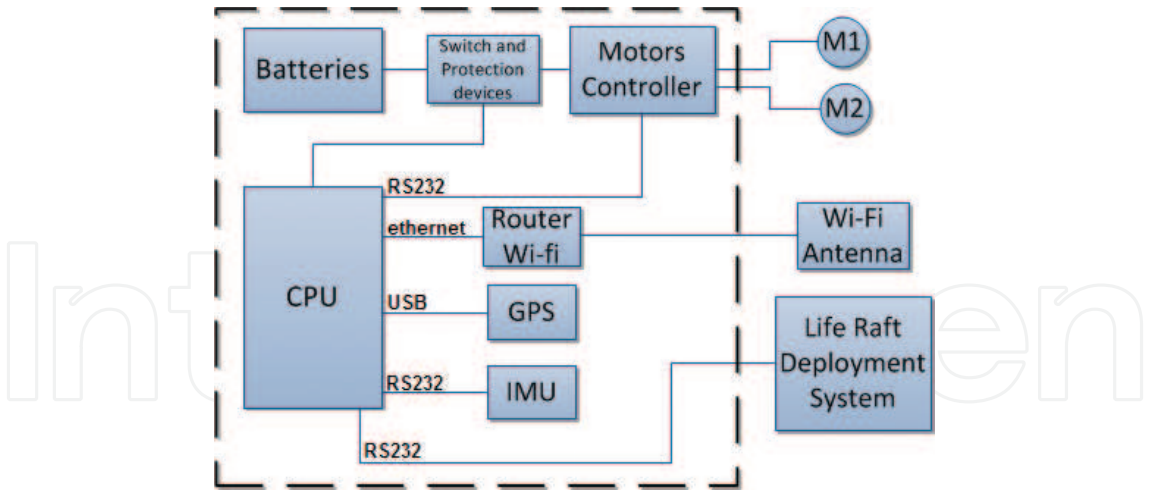 Batteries
Switch and
Protection
devices
Motors
Controller
M1
M2
RS232
ethernet
Router
Wi-fi
Wi-Fi
Antenna
CPU
USB
GPS
Life Raft
Deployment
System
RS232
IMU
RS232
Inten